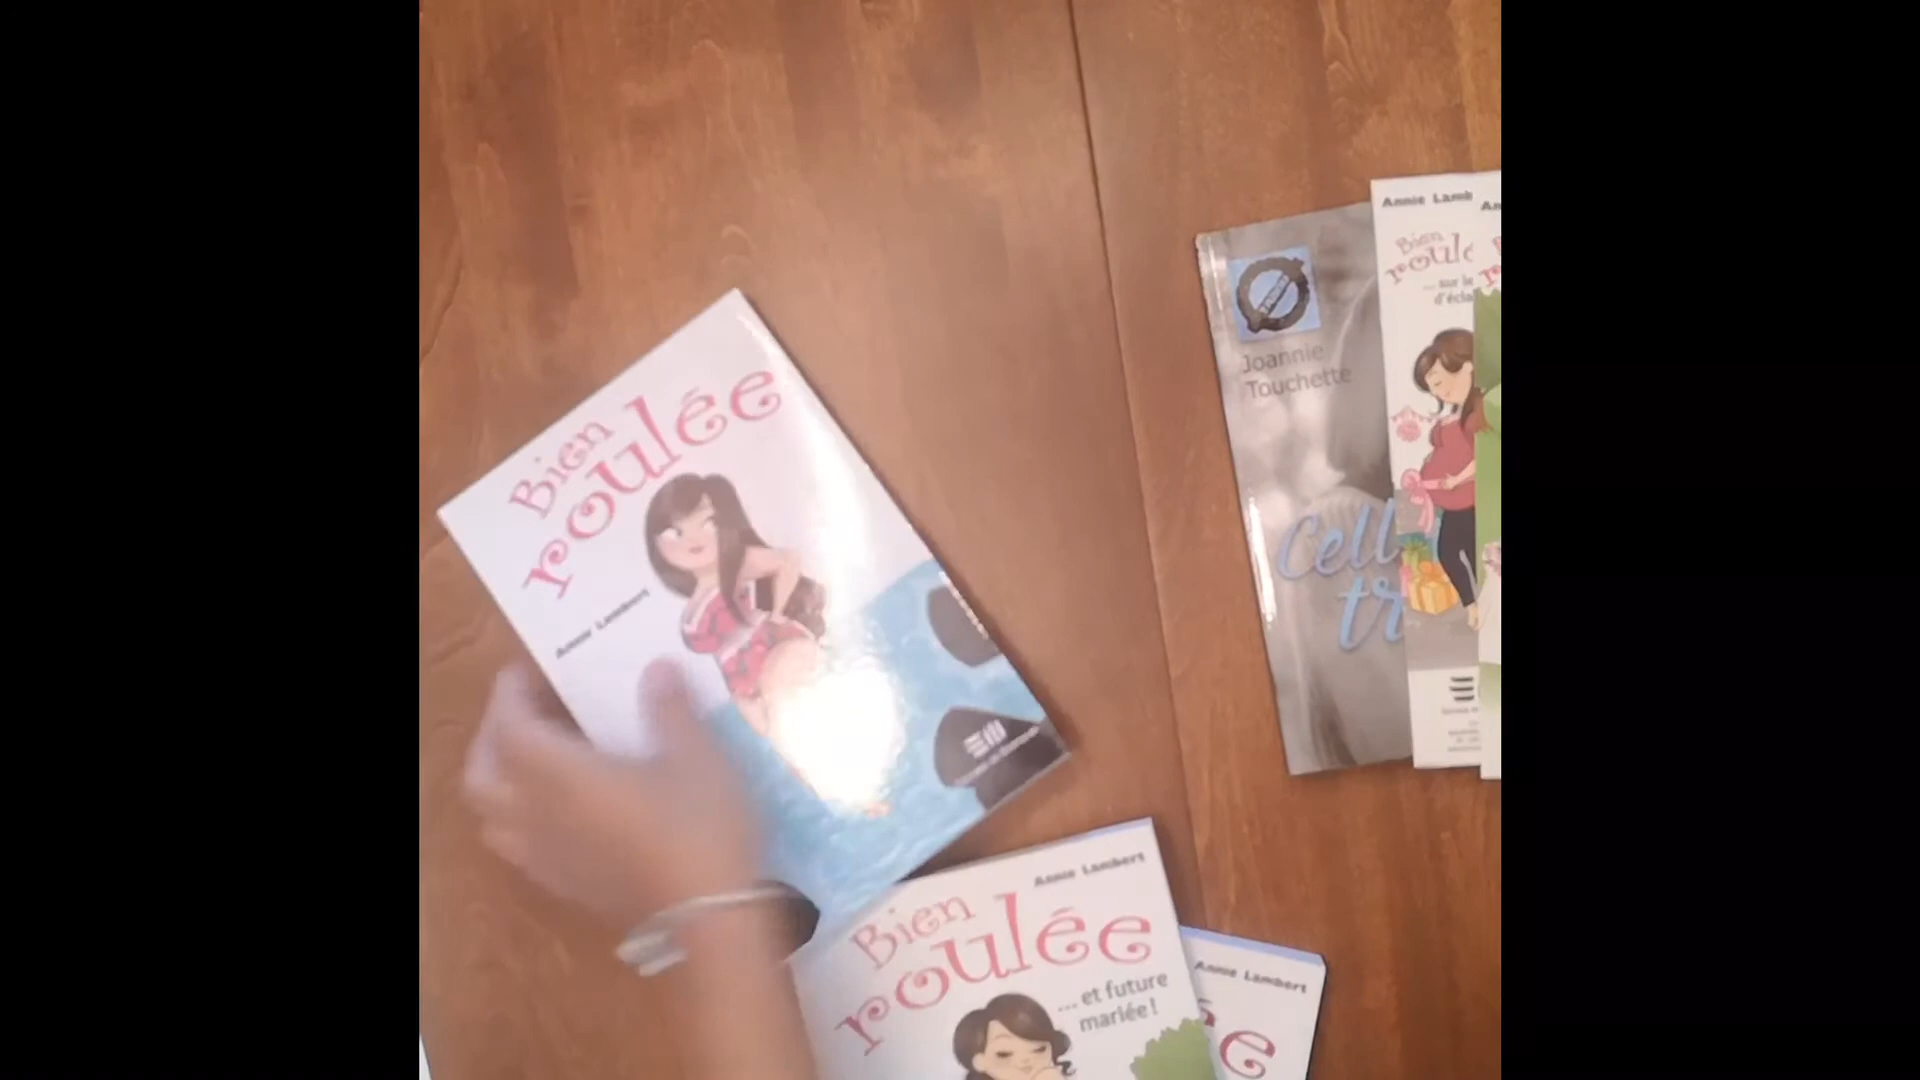 Bien
roulée
Annie Lambert
Annie Lambert
Bien
roulée
... et future
mariée !
Annie Lambert
Joannie
Touchette
Cell
tr
Annie Lamb
Bien
roulé
... sur le
d'écla